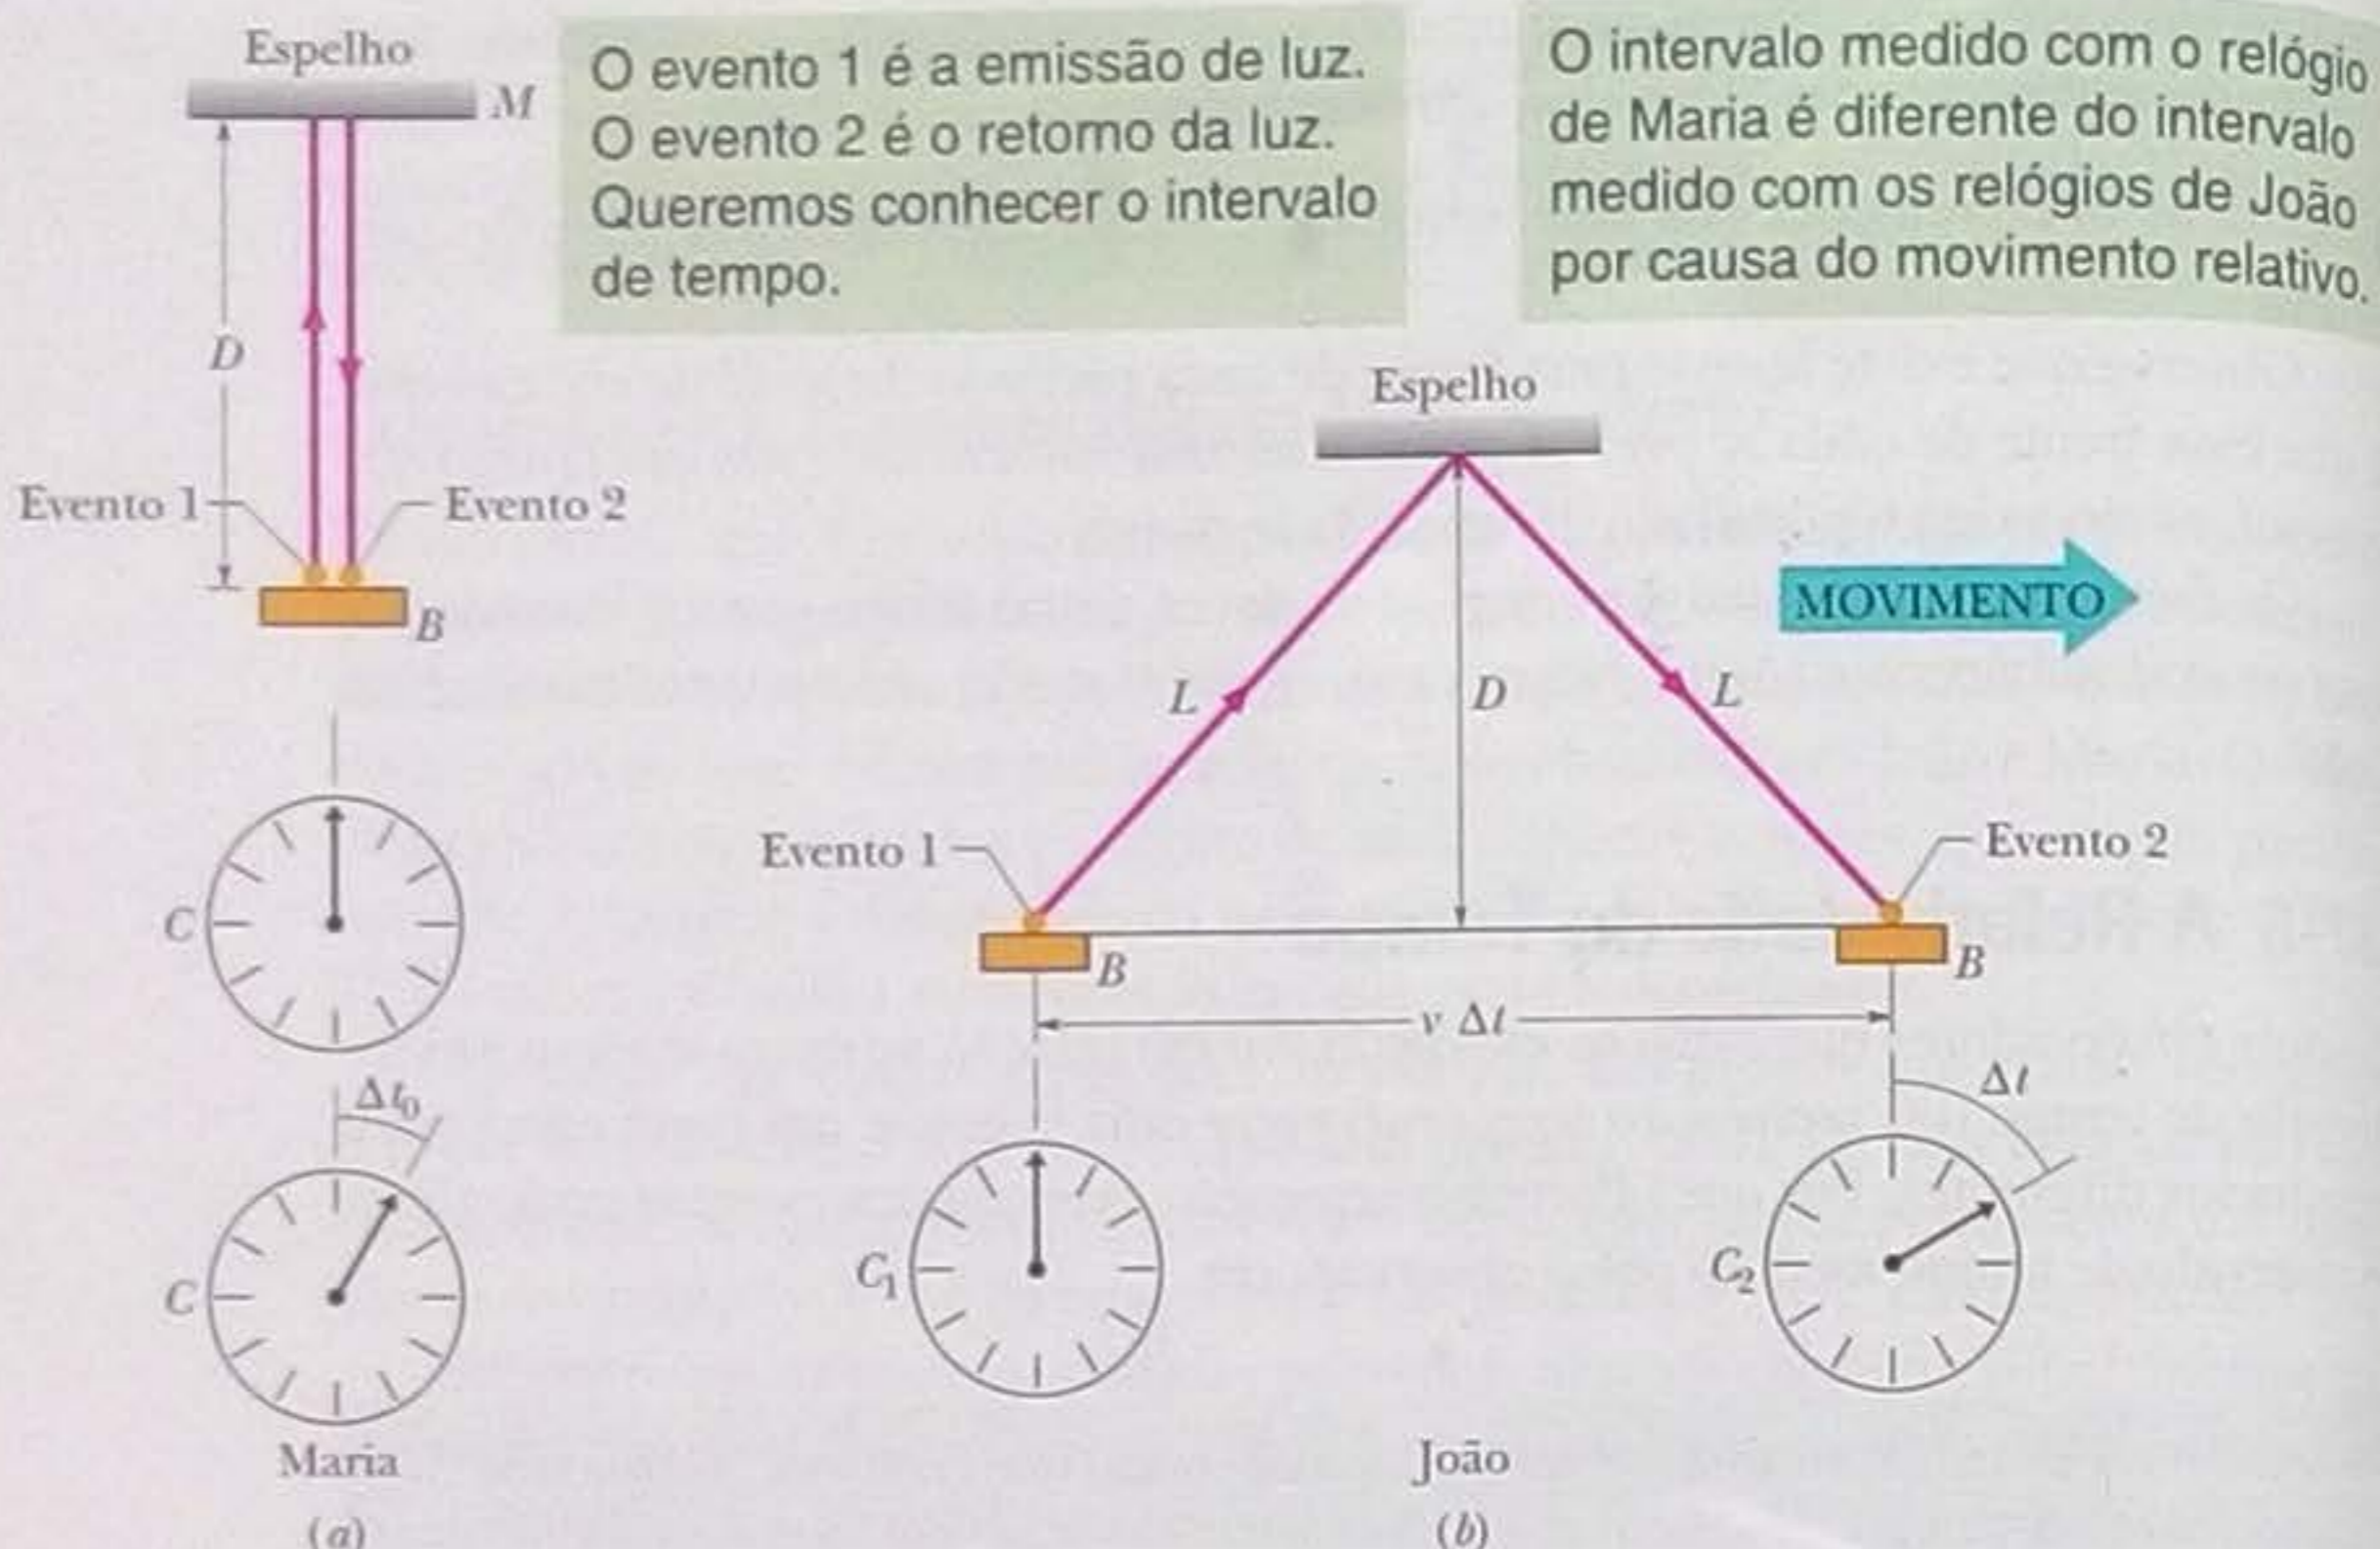 Espelho
M
O evento 1 é a emissão de luz.
O evento 2 é o retorno da luz.
Queremos conhecer o intervalo
de tempo.
O intervalo medido com o relógio
de Maria é diferente do intervalo
medido com os relógios de João
por causa do movimento relativo.
D
Evento 1
Evento 2
B
Espelho
MOVIMENTO
L
D
L
Evento 1
Evento 2
B
B
v Δt
C
Δt₀
C
Maria
(a)
C₁
Δt
C₂
João
(b)